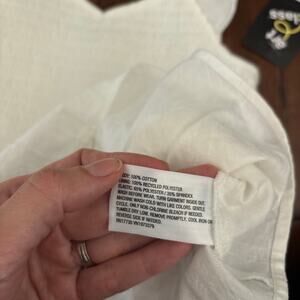 BODY: 100% COTTON
LINING: 100% RECYCLED POLYESTER
ELASTIC: 65% POLYESTER / 35% SPANDEX
WASH BEFORE WEAR. TURN GARMENT INSIDE OUT.
MACHINE WASH COLD WITH LIKE COLORS. GENTLE
CYCLE. ONLY NON-CHLORINE BLEACH IF NEEDED.
TUMBLE DRY LOW. REMOVE PROMPTLY. COOL IRON ON
REVERSE SIDE IF NEEDED.